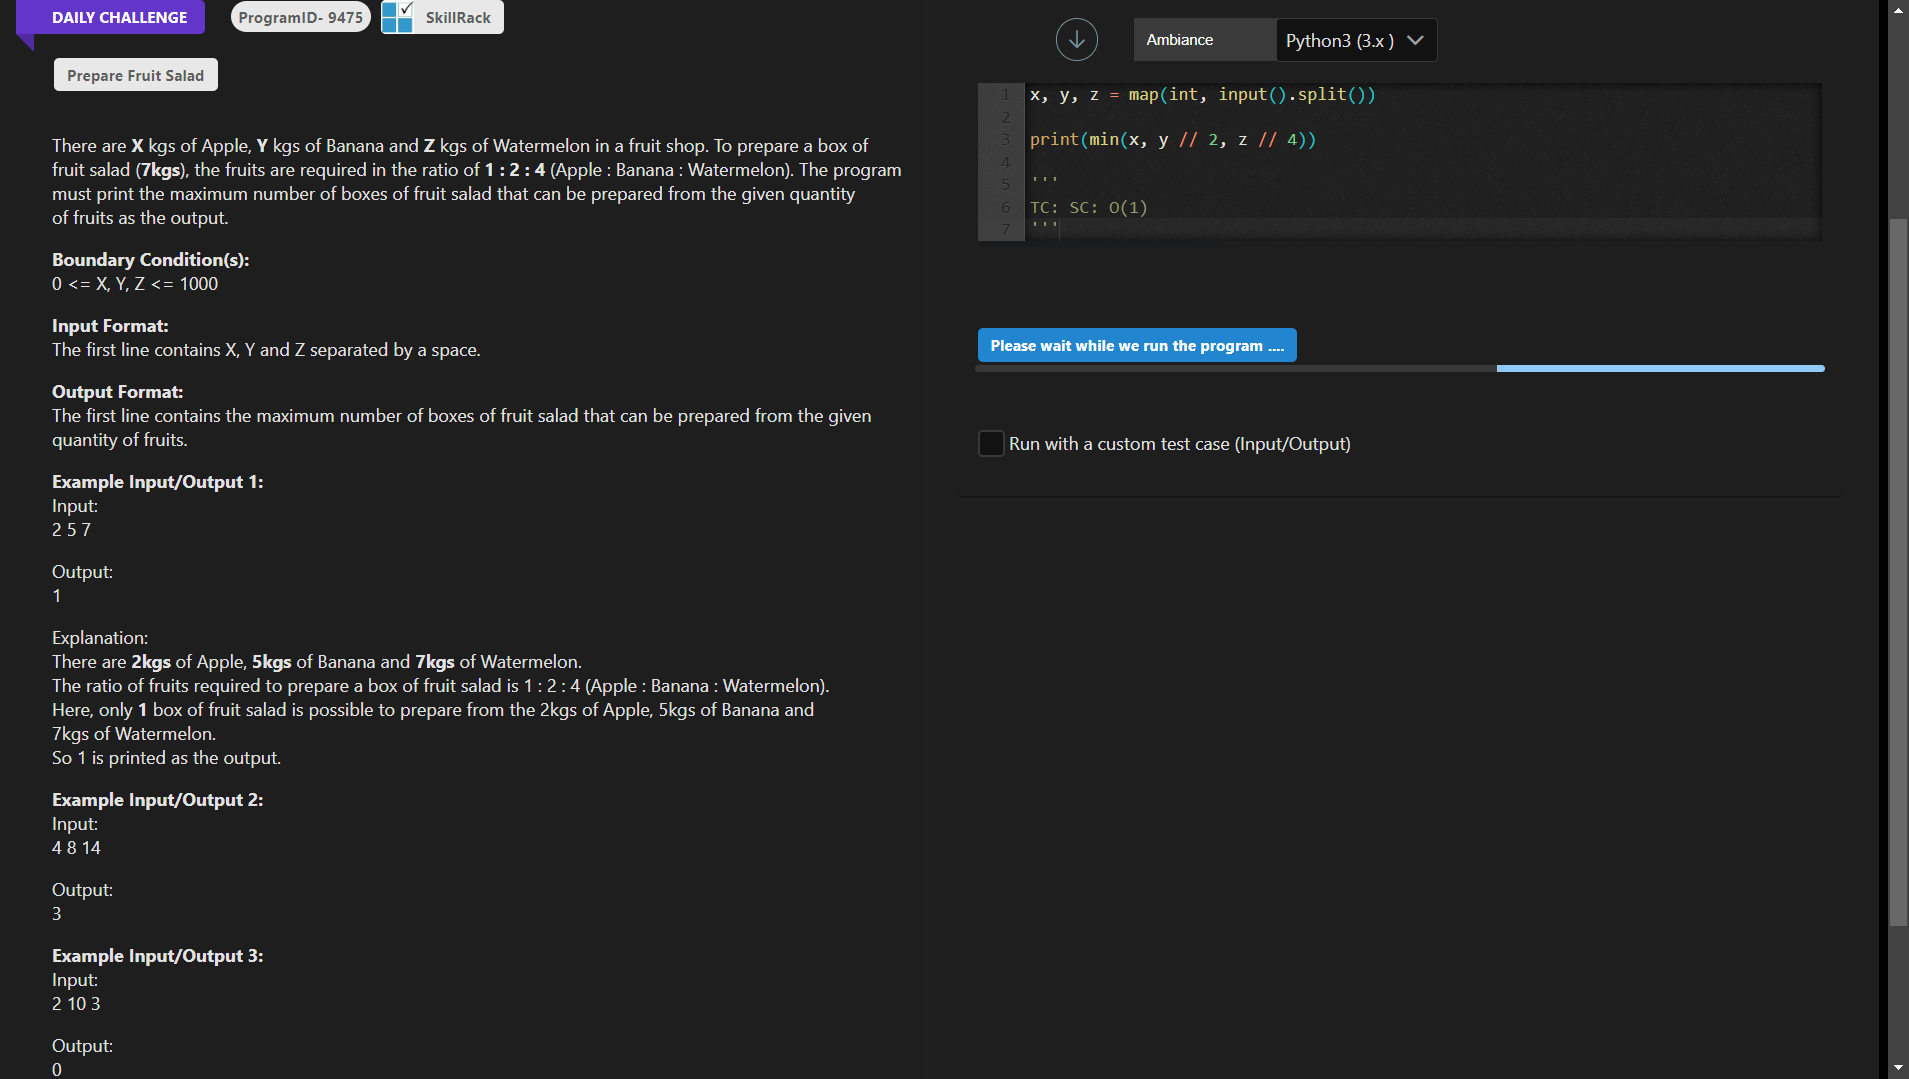 DAILY CHALLENGE
ProgramID- 9475
SkillRack
Prepare Fruit Salad
There are X kgs of Apple, Y kgs of Banana and Z kgs of Watermelon in a fruit shop. To prepare a box of
fruit salad (7kgs), the fruits are required in the ratio of 1 : 2 : 4 (Apple : Banana : Watermelon). The program
must print the maximum number of boxes of fruit salad that can be prepared from the given quantity
of fruits as the output.
Boundary Condition(s):
0 <= X, Y, Z <= 1000
Input Format:
The first line contains X, Y and Z separated by a space.
Output Format:
The first line contains the maximum number of boxes of fruit salad that can be prepared from the given
quantity of fruits.
Example Input/Output 1:
Input:
2 5 7
Output:
1
Explanation:
There are 2kgs of Apple, 5kgs of Banana and 7kgs of Watermelon.
The ratio of fruits required to prepare a box of fruit salad is 1 : 2 : 4 (Apple : Banana : Watermelon).
Here, only 1 box of fruit salad is possible to prepare from the 2kgs of Apple, 5kgs of Banana and
7kgs of Watermelon.
So 1 is printed as the output.
Example Input/Output 2:
Input:
4 8 14
Output:
3
Example Input/Output 3:
Input:
2 10 3
Output:
0
Ambiance
Python3 (3.x )
1 x, y, z = map(int, input().split())
2
3 print(min(x, y // 2, z // 4))
4
5 '''
6 TC: SC: O(1)
7 '''
Please wait while we run the program ....
Run with a custom test case (Input/Output)